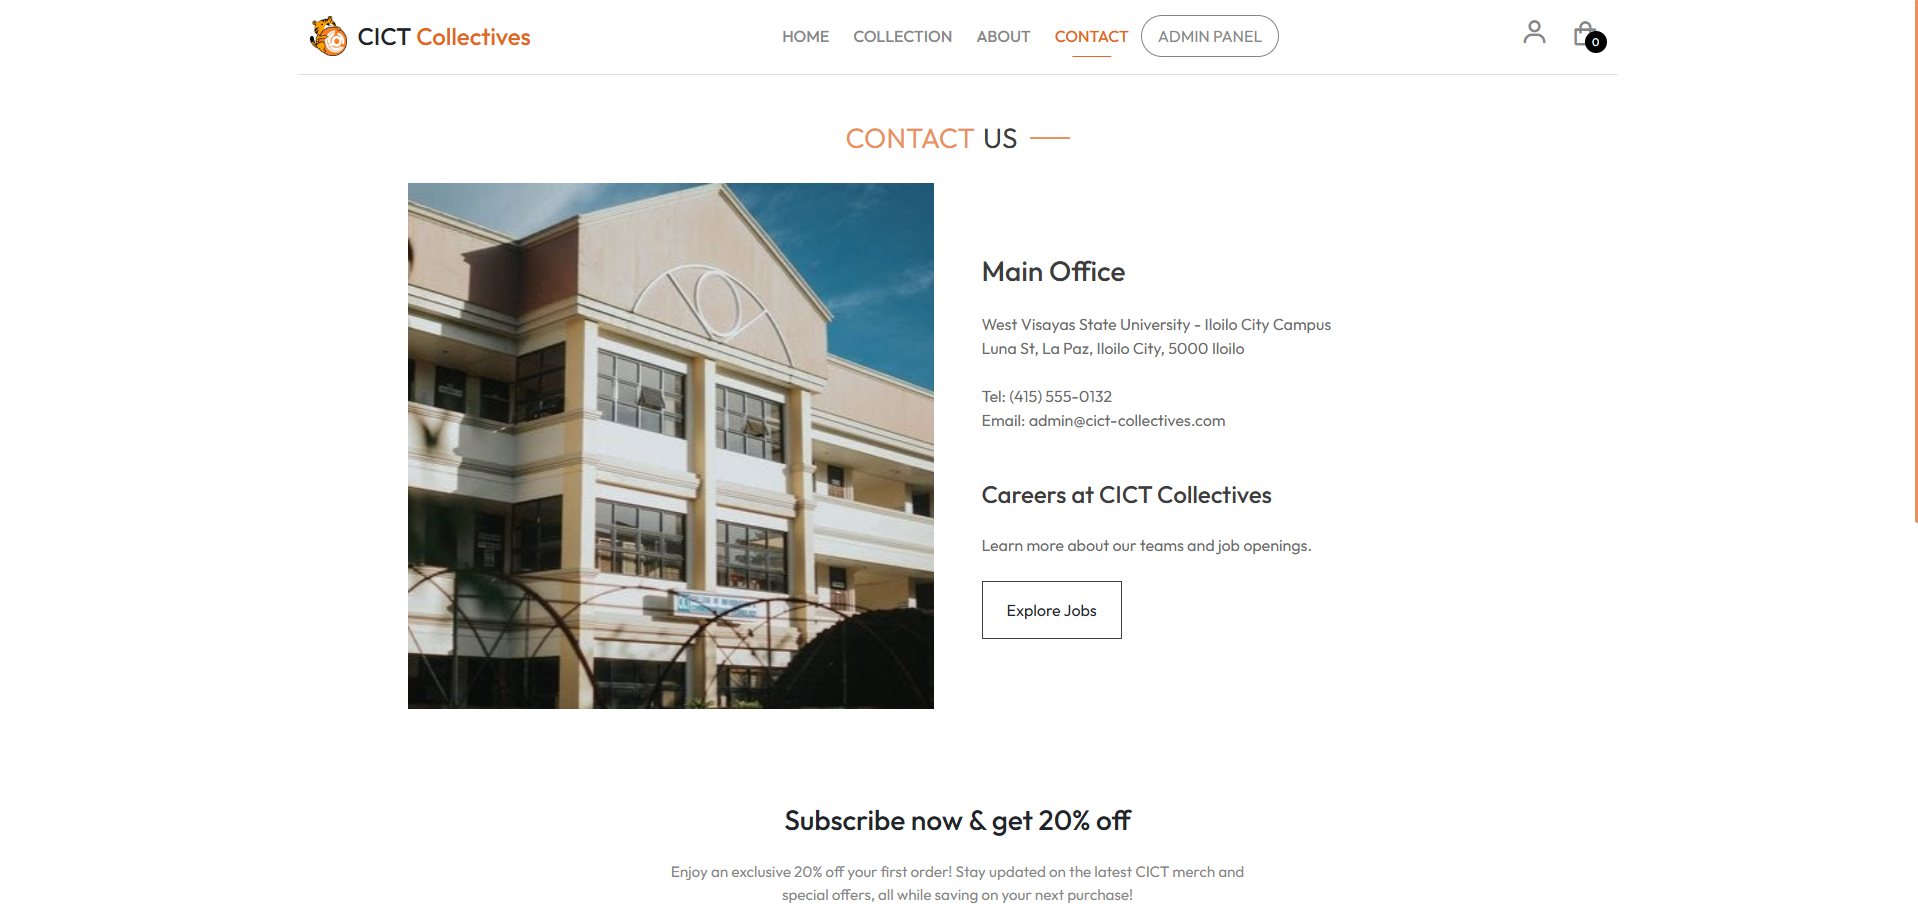 CICT Collectives
HOME
COLLECTION
ABOUT
CONTACT
ADMIN PANEL
0
CONTACT US
Main Office
West Visayas State University - Iloilo City Campus
Luna St, La Paz, Iloilo City, 5000 Iloilo
Tel: (415) 555-0132
Email: admin@cict-collectives.com
Careers at CICT Collectives
Learn more about our teams and job openings.
Explore Jobs
Subscribe now & get 20% off
Enjoy an exclusive 20% off your first order! Stay updated on the latest CICT merch and
special offers, all while saving on your next purchase!